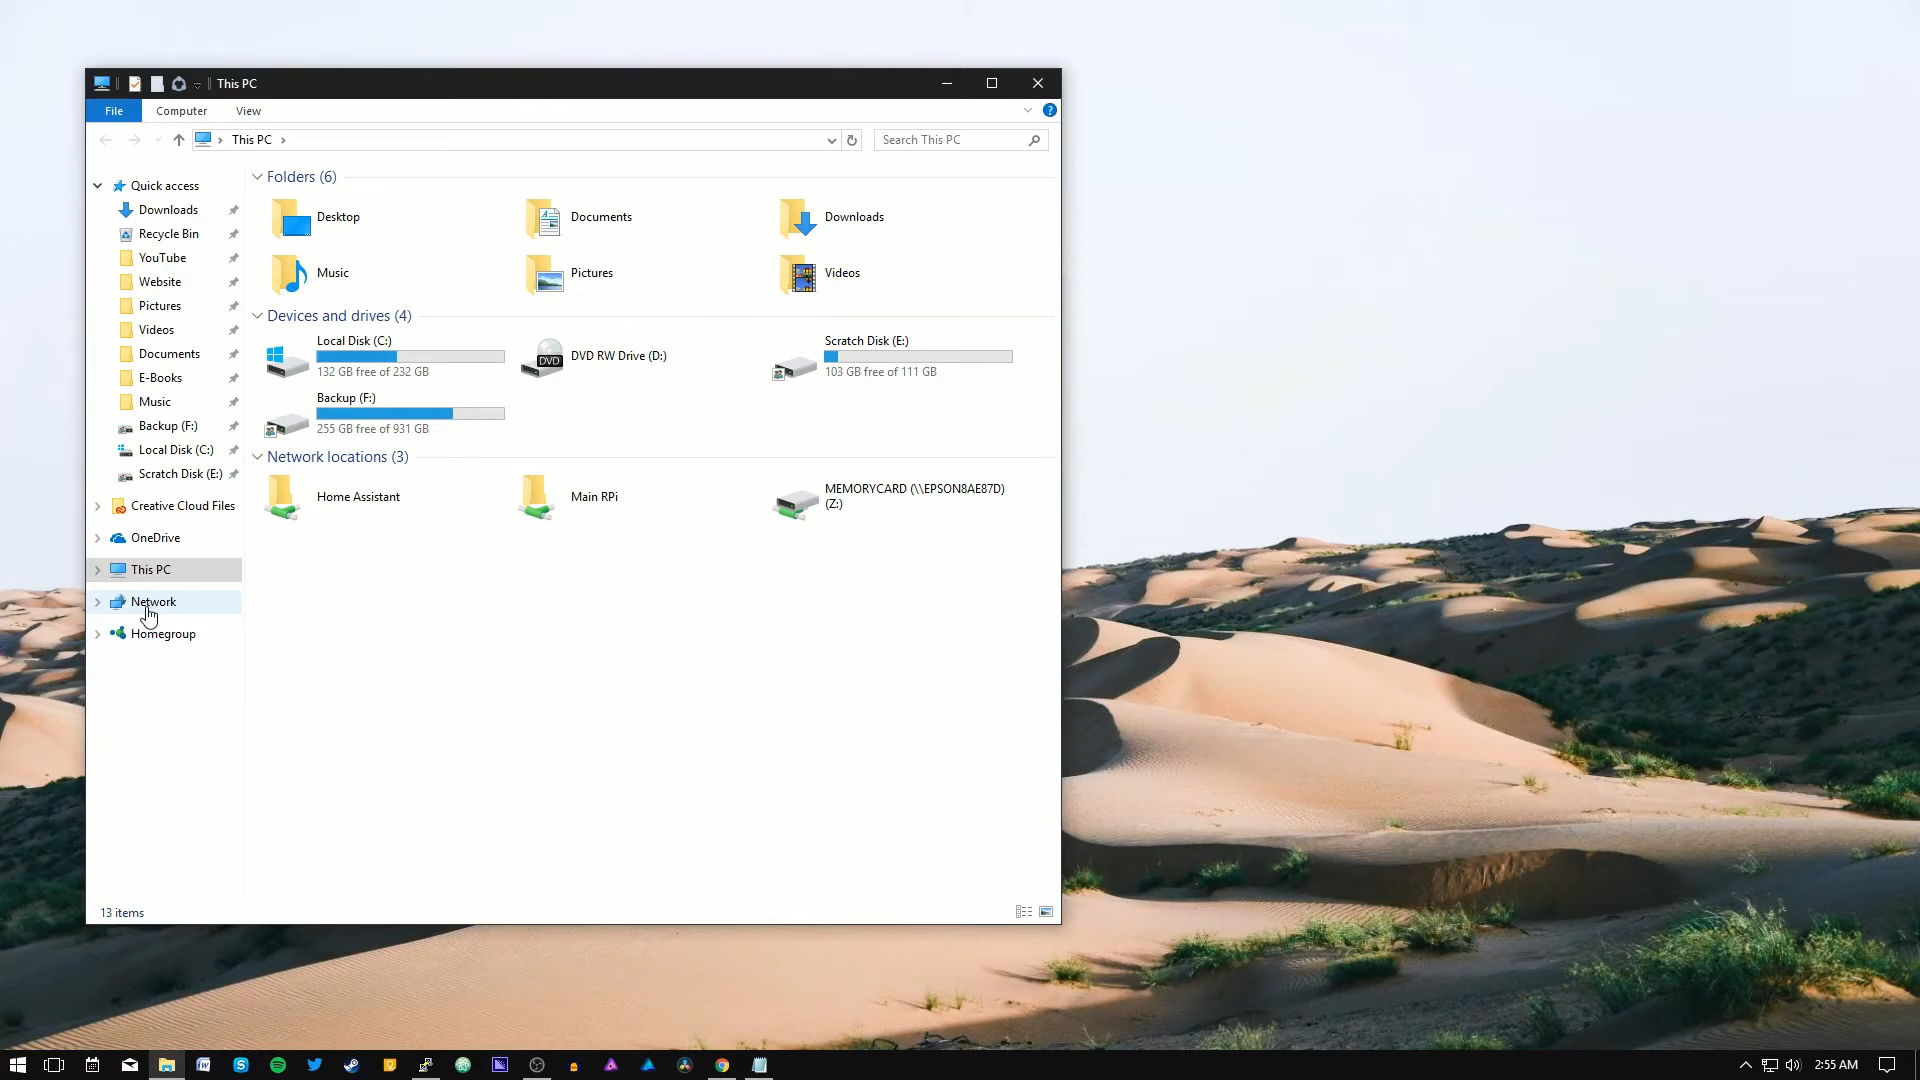 This PC
File Computer View
This PC
Search This PC
Quick access
Downloads
Recycle Bin
YouTube
Website
Pictures
Videos
Documents
E-Books
Music
Backup (F:)
Local Disk (C:)
Scratch Disk (E:)
Creative Cloud Files
OneDrive
This PC
Network
Homegroup
Folders (6)
Desktop
Documents
Downloads
Music
Pictures
Videos
Devices and drives (4)
Local Disk (C:)
132 GB free of 232 GB
DVD
DVD RW Drive (D:)
Scratch Disk (E:)
103 GB free of 111 GB
Backup (F:)
255 GB free of 931 GB
Network locations (3)
Home Assistant
Main RPi
MEMORYCARD (\\EPSON8AE87D)
(Z:)
13 items
2:55 AM